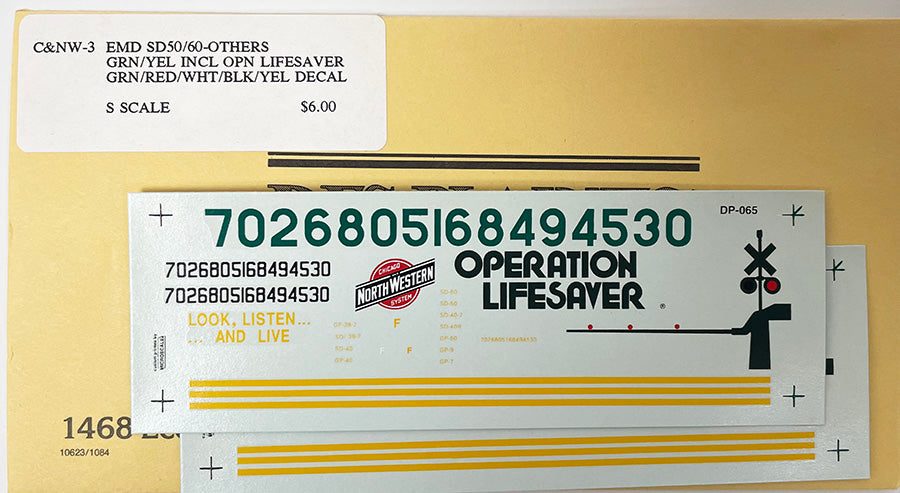 C&NW-3 EMD SD50/60-OTHERS
GRN/YEL INCL OPN LIFESAVER
GRN/RED/WHT/BLK/YEL DECAL
S SCALE $6.00
DP-065
7026805168494530
7026805168494530
7026805168494530
CHICAGO
NORTH WESTERN
SYSTEM
OPERATION
LIFESAVER ®
LOOK, LISTEN...
... AND LIVE
GP-38-2
SD-38-2
SD-40
GP-40
F
F F
SD-50
SD-60
SD-40-2
SD-45R
GP-50
GP-9
GP-7
7026805168494530
MICROSCALE
1468
10623/1084